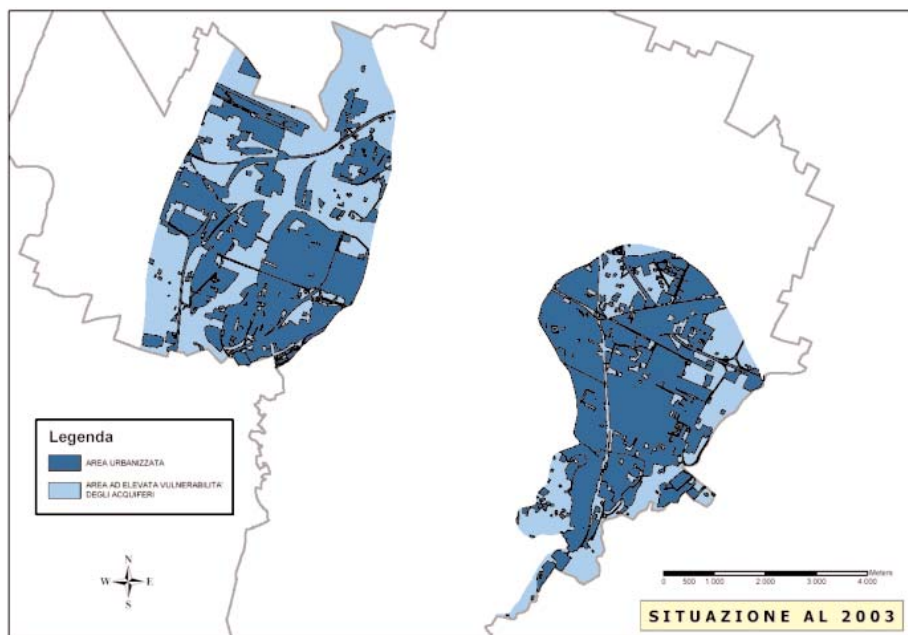 Legenda
AREA URBANIZZATA
AREA AD ELEVATA VULNERABILITA'
DEGLI ACQUIFERI
N
W E
S
Meters
0 500 1.000 2.000 3.000 4.000
SITUAZIONE AL 2003